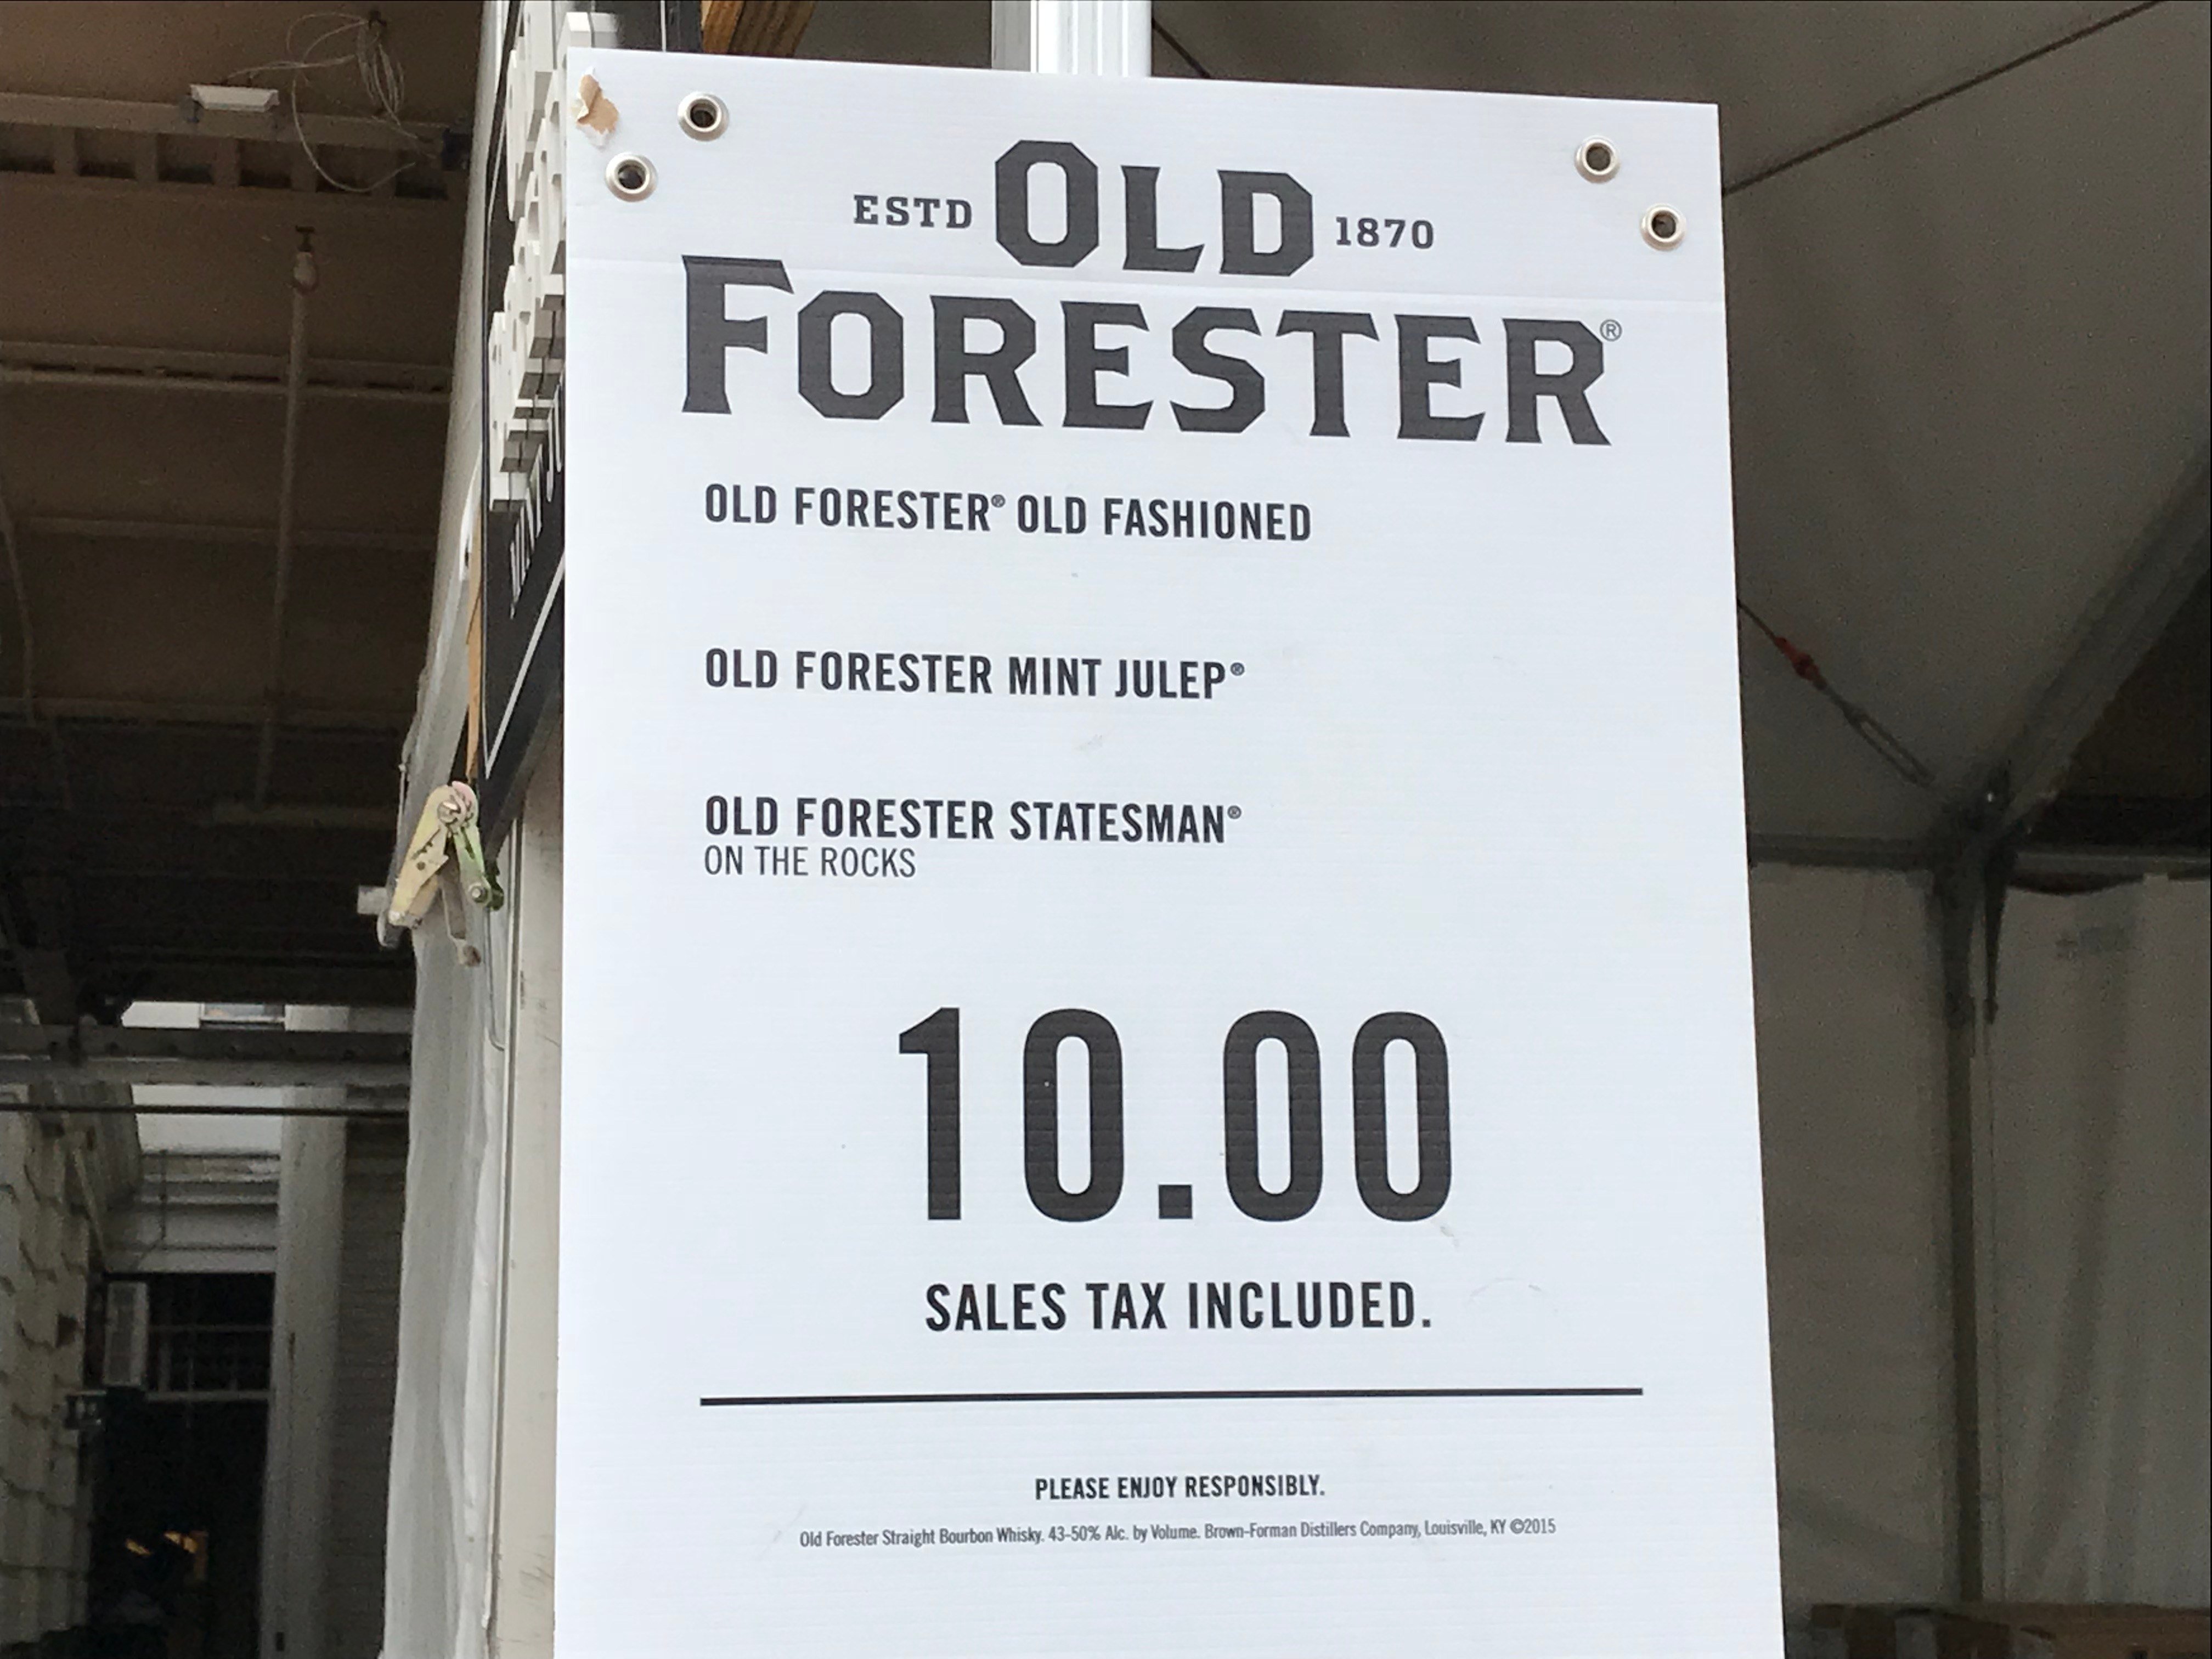 ESTD OLD 1870
FORESTER®
OLD FORESTER® OLD FASHIONED
OLD FORESTER MINT JULEP®
OLD FORESTER STATESMAN®
ON THE ROCKS
10.00
SALES TAX INCLUDED.
PLEASE ENJOY RESPONSIBLY.
Old Forester Straight Bourbon Whisky. 43-50% Alc. by Volume. Brown-Forman Distillers Company, Louisville, KY ©2015